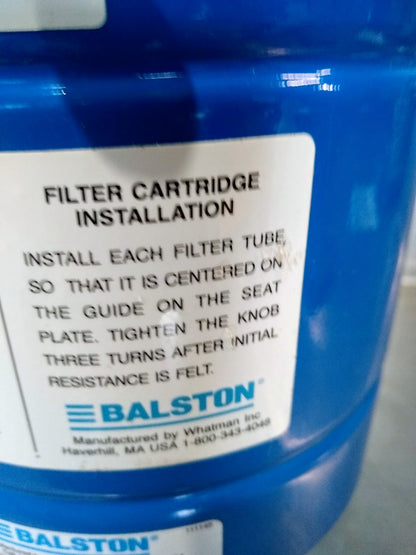 FILTER CARTRIDGE
INSTALLATION
INSTALL EACH FILTER TUBE
SO THAT IT IS CENTERED ON
THE GUIDE ON THE SEAT
PLATE. TIGHTEN THE KNOB
THREE TURNS AFTER INITIAL
RESISTANCE IS FELT.
BALSTON®
Manufactured by Whatman Inc
Haverhill, MA USA 1-800-343-4048
BALSTON